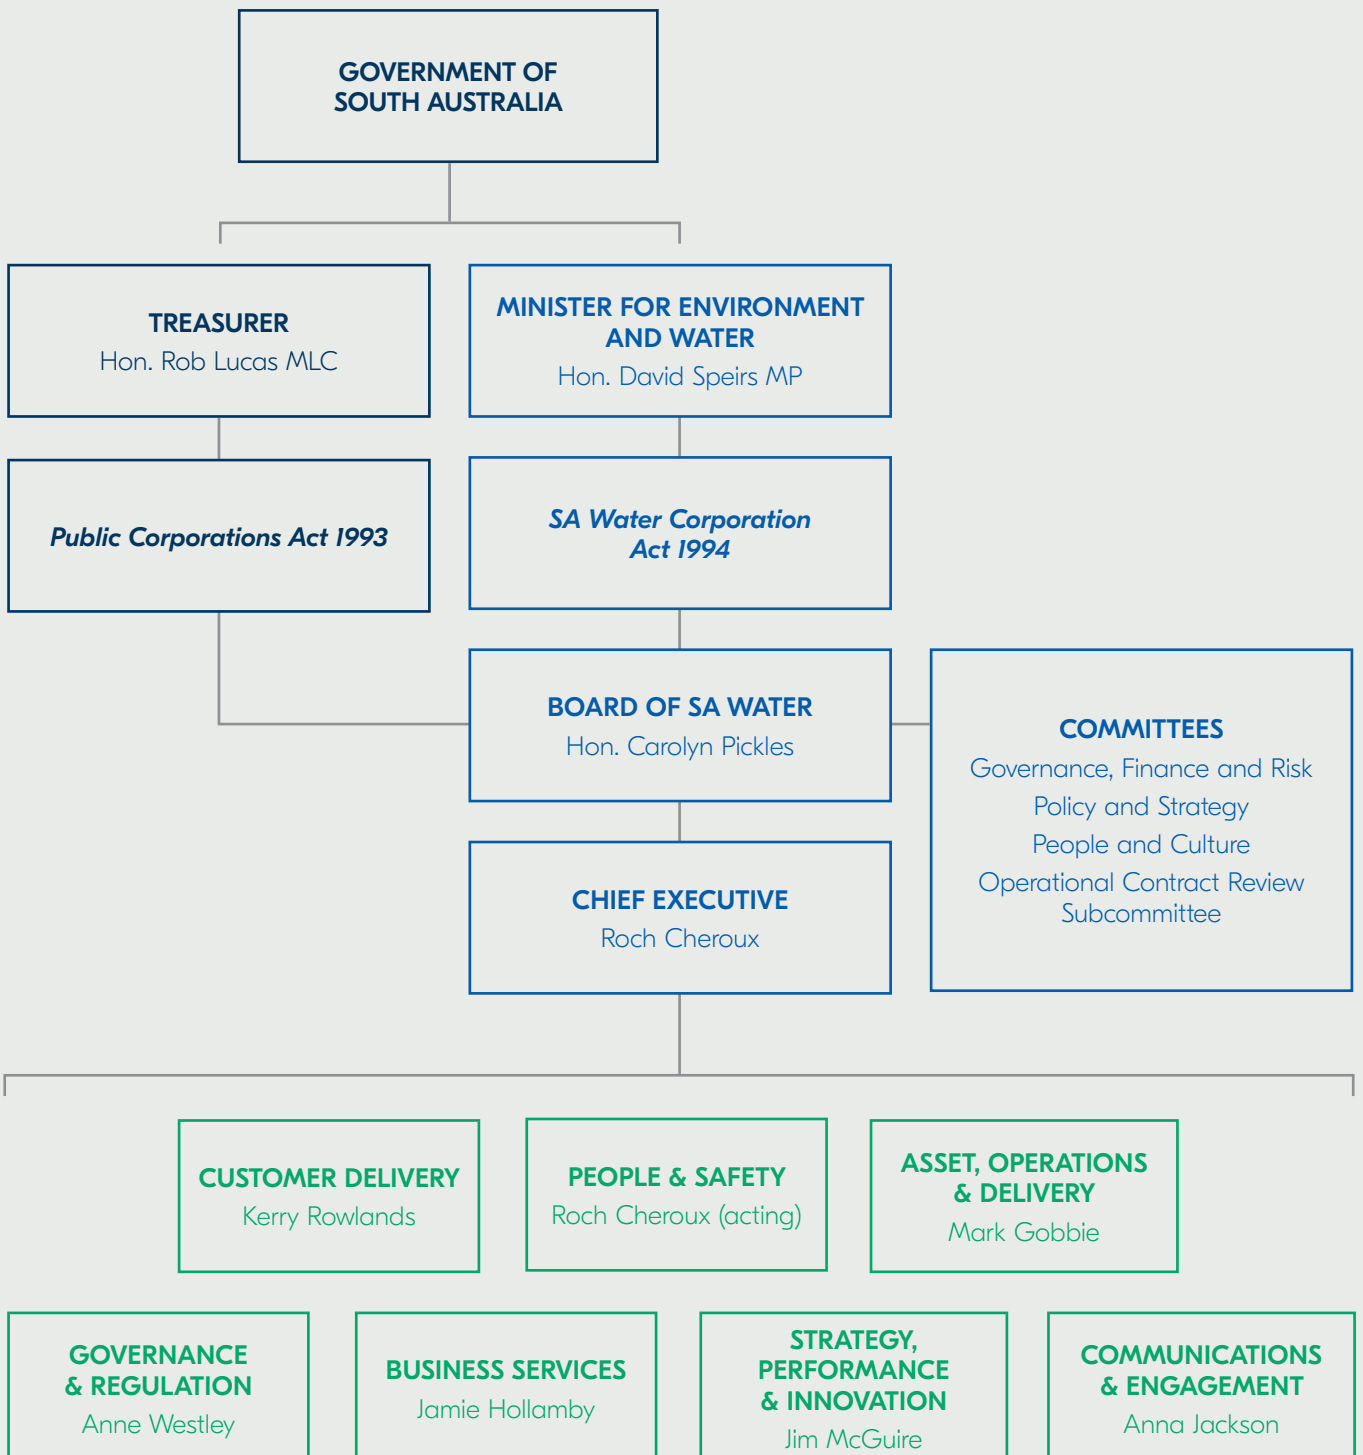 GOVERNMENT OF
SOUTH AUSTRALIA
TREASURER
Hon. Rob Lucas MLC
MINISTER FOR ENVIRONMENT
AND WATER
Hon. David Speirs MP
Public Corporations Act 1993
SA Water Corporation
Act 1994
BOARD OF SA WATER
Hon. Carolyn Pickles
COMMITTEES
Governance, Finance and Risk
Policy and Strategy
People and Culture
Operational Contract Review
Subcommittee
CHIEF EXECUTIVE
Roch Cheroux
CUSTOMER DELIVERY
Kerry Rowlands
PEOPLE & SAFETY
Roch Cheroux (acting)
ASSET, OPERATIONS
& DELIVERY
Mark Gobbie
GOVERNANCE
& REGULATION
Anne Westley
BUSINESS SERVICES
Jamie Hollamby
STRATEGY,
PERFORMANCE
& INNOVATION
Jim McGuire
COMMUNICATIONS
& ENGAGEMENT
Anna Jackson